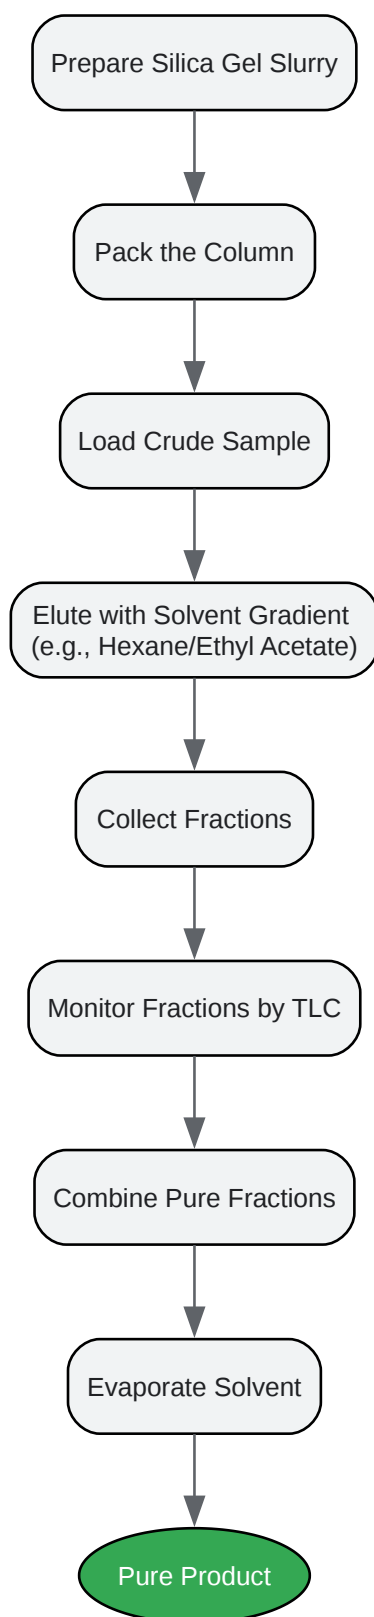 Prepare Silica Gel Slurry
Pack the Column
Load Crude Sample
Elute with Solvent Gradient
(e.g., Hexane/Ethyl Acetate)
Collect Fractions
Monitor Fractions by TLC
Combine Pure Fractions
Evaporate Solvent
Pure Product